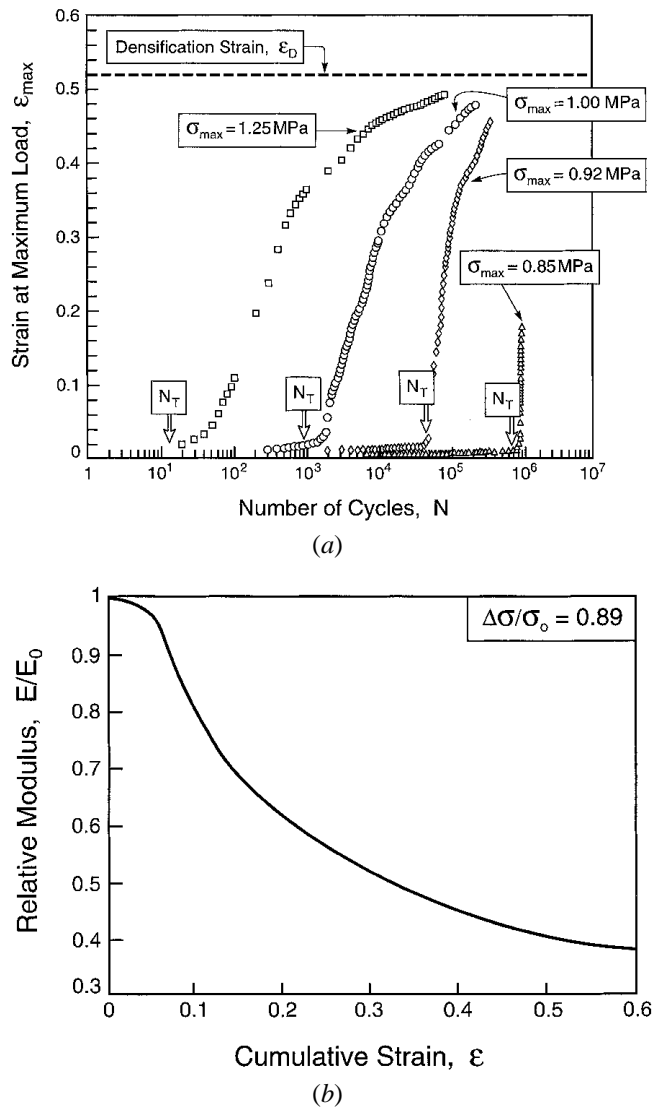 0.6
Densification Strain, ε_D
0.5
σ_max = 1.00 MPa
σ_max = 1.25 MPa
0.4
σ_max = 0.92 MPa
Strain at Maximum Load, ε_max
0.3
σ_max = 0.85 MPa
0.2
N_T N_T N_T N_T
0.1
0
1 10^1 10^2 10^3 10^4 10^5 10^6 10^7
Number of Cycles, N
(a)
1
Δσ/σ_o = 0.89
0.9
0.8
Relative Modulus, E/E_0
0.7
0.6
0.5
0.4
0.3
0 0.1 0.2 0.3 0.4 0.5 0.6
Cumulative Strain, ε
(b)